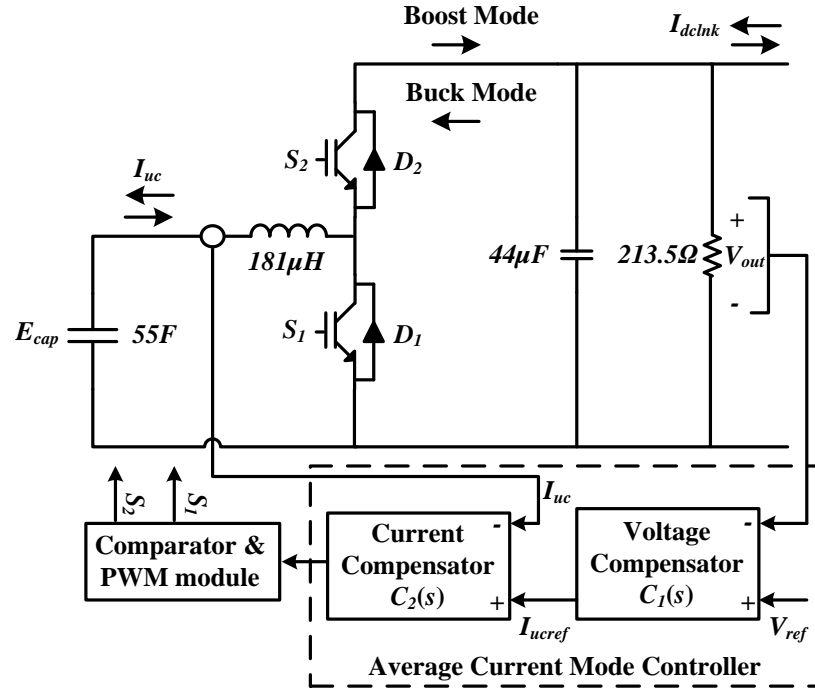 Boost Mode
I_dclnk
Buck Mode
S_2
D_2
I_uc
181μH
44μF
213.5Ω
+
V_out
-
E_cap
55F
S_1
D_1
S_2
S_1
I_uc
Comparator &
PWM module
-
Current
Compensator
C_2(s)
+
I_ucref
-
Voltage
Compensator
C_1(s)
+
V_ref
Average Current Mode Controller